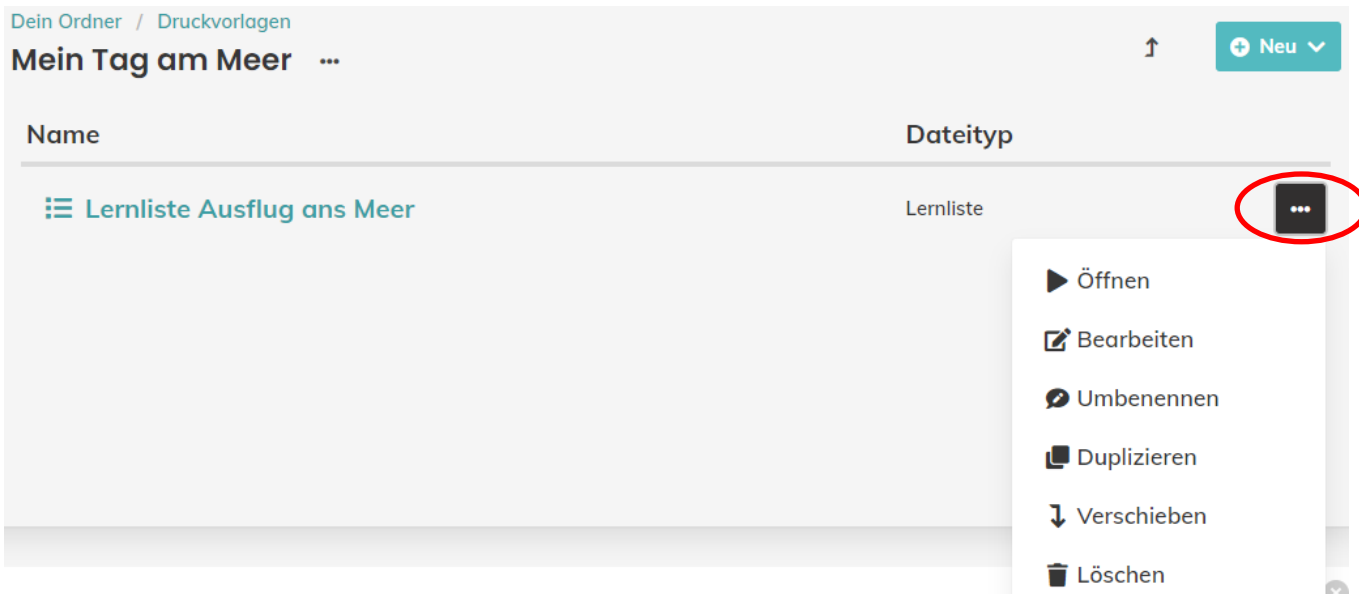 Dein Ordner / Druckvorlagen
Mein Tag am Meer ...
Neu
Name Dateityp
Lernliste Ausflug ans Meer Lernliste ...
Öffnen
Bearbeiten
Umbenennen
Duplizieren
Verschieben
Löschen